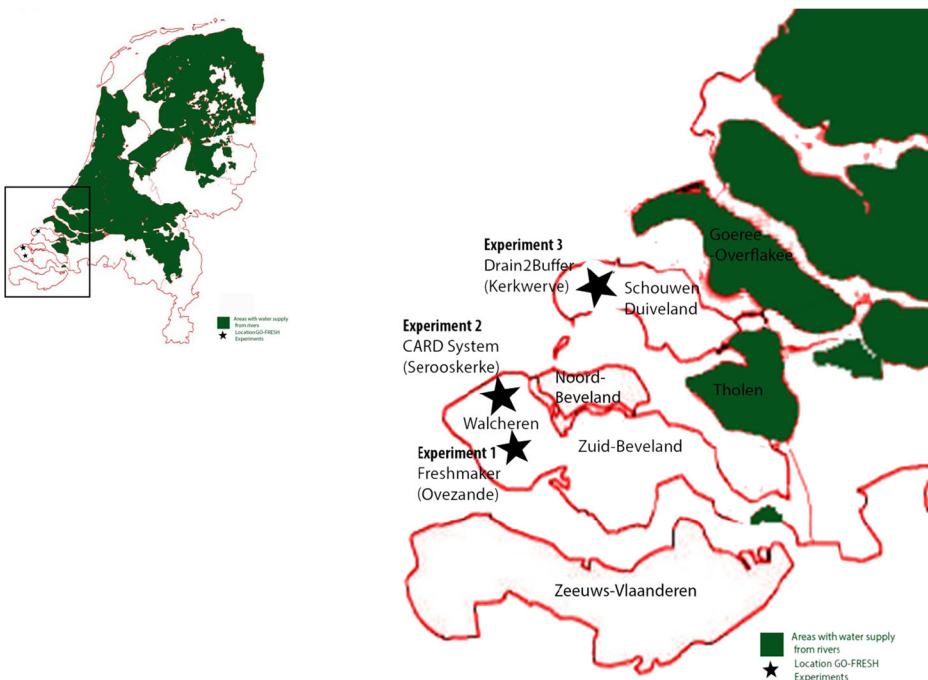 Areas with water supply
from rivers
Location GO-FRESH
Experiments
Experiment 3
Drain2Buffer
(Kerkwerve)
Goeree-
-Overflakee
Schouwen
Duiveland
Experiment 2
CARD System
(Serooskerke)
Noord-
Beveland
Tholen
Walcheren
Zuid-Beveland
Experiment 1
Freshmaker
(Ovezande)
Zeeuws-Vlaanderen
Areas with water supply
from rivers
Location GO-FRESH
Experiments